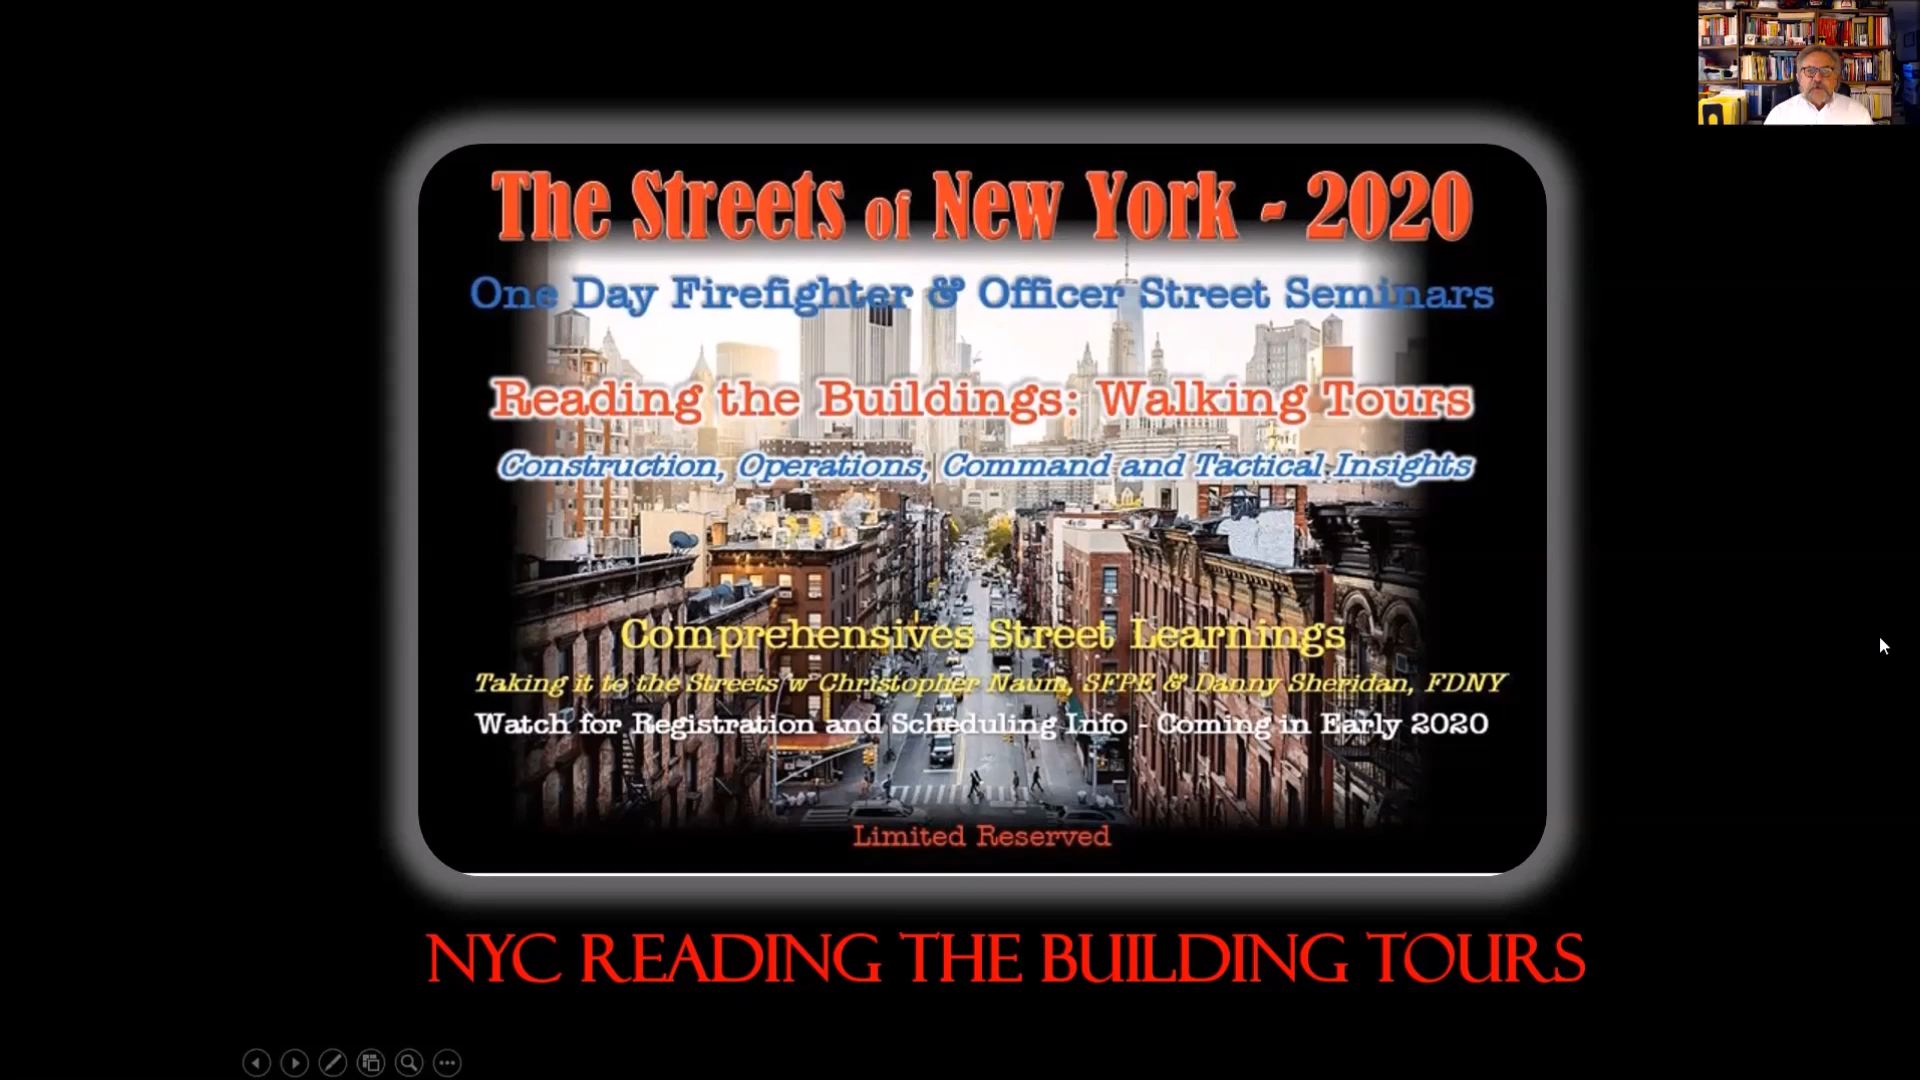 The Streets of New York - 2020
One Day Firefighter & Officer Street Seminars
Reading the Buildings: Walking Tours
Construction, Operations, Command and Tactical Insights
Comprehensives Street Learnings
Taking it to the Streets w Christopher Naum, SFPE & Danny Sheridan, FDNY
Watch for Registration and Scheduling Info - Coming in Early 2020
Limited Reserved
NYC READING THE BUILDING TOURS